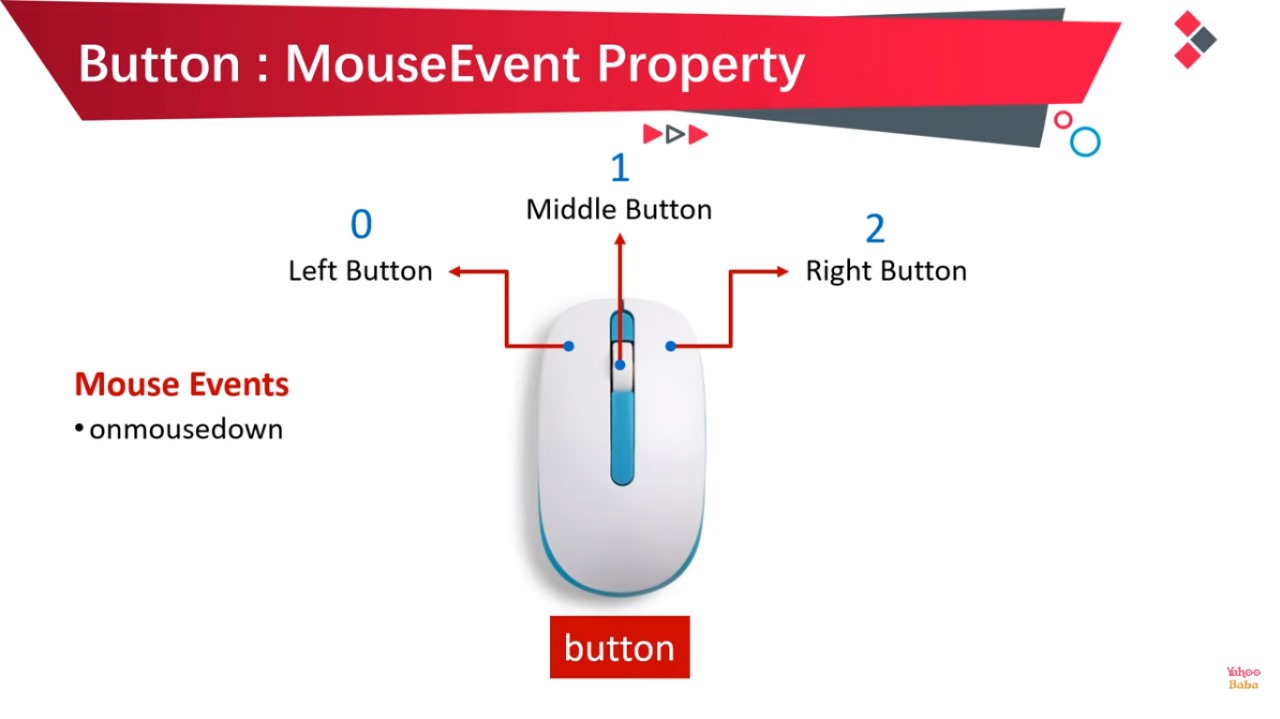 Button : MouseEvent Property
1
Middle Button
0
Left Button
2
Right Button
Mouse Events
• onmousedown
button
Yahoo
Baba